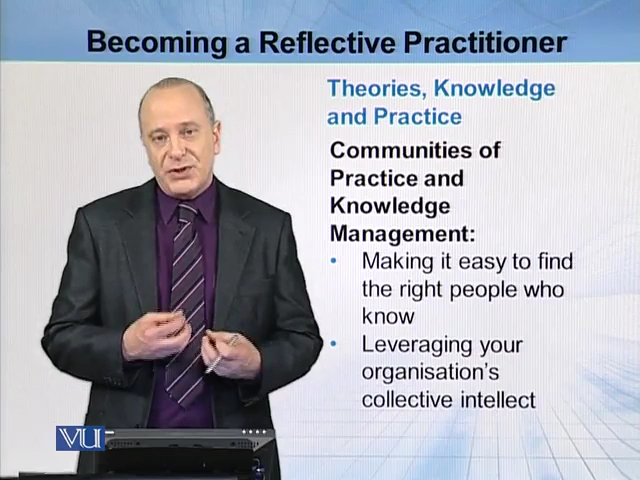 Becoming a Reflective Practitioner
Theories, Knowledge
and Practice
Communities of
Practice and
Knowledge
Management:
• Making it easy to find
the right people who
know
• Leveraging your
organisation's
collective intellect
VU